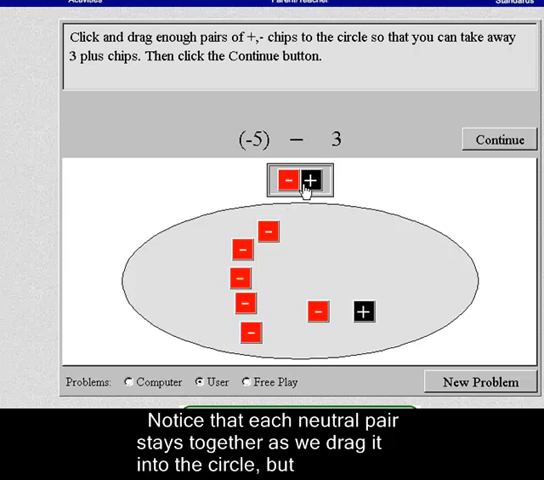 Activities Parent/Teacher Standards
Click and drag enough pairs of +,- chips to the circle so that you can take away
3 plus chips. Then click the Continue button.
(-5) − 3
Continue
- +
-
-
-
-
- +
-
Problems: Computer User Free Play New Problem
Notice that each neutral pair
stays together as we drag it
into the circle, but